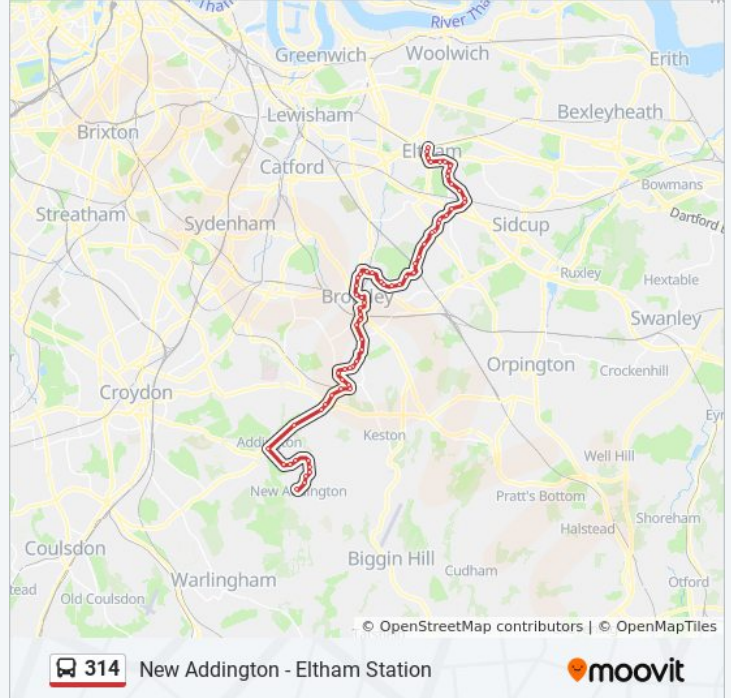 River Tha
Greenwich
Woolwich
Erith
Lewisham
Bexleyheath
Brixton
Eltham
Catford
Bowmans
Streatham
Sydenham
Sidcup
Dartford
Ruxley
Hextable
Bromley
Swanley
Orpington
Crockenhill
Croydon
Addington
Keston
Well Hill
New Addington
Pratt's Bottom
Halstead
Shoreham
Coulsdon
Biggin Hill
Cudham
Warlingham
Otford
stead
Old Coulsdon
© OpenStreetMap contributors | © OpenMapTiles
314 New Addington - Eltham Station
moovit